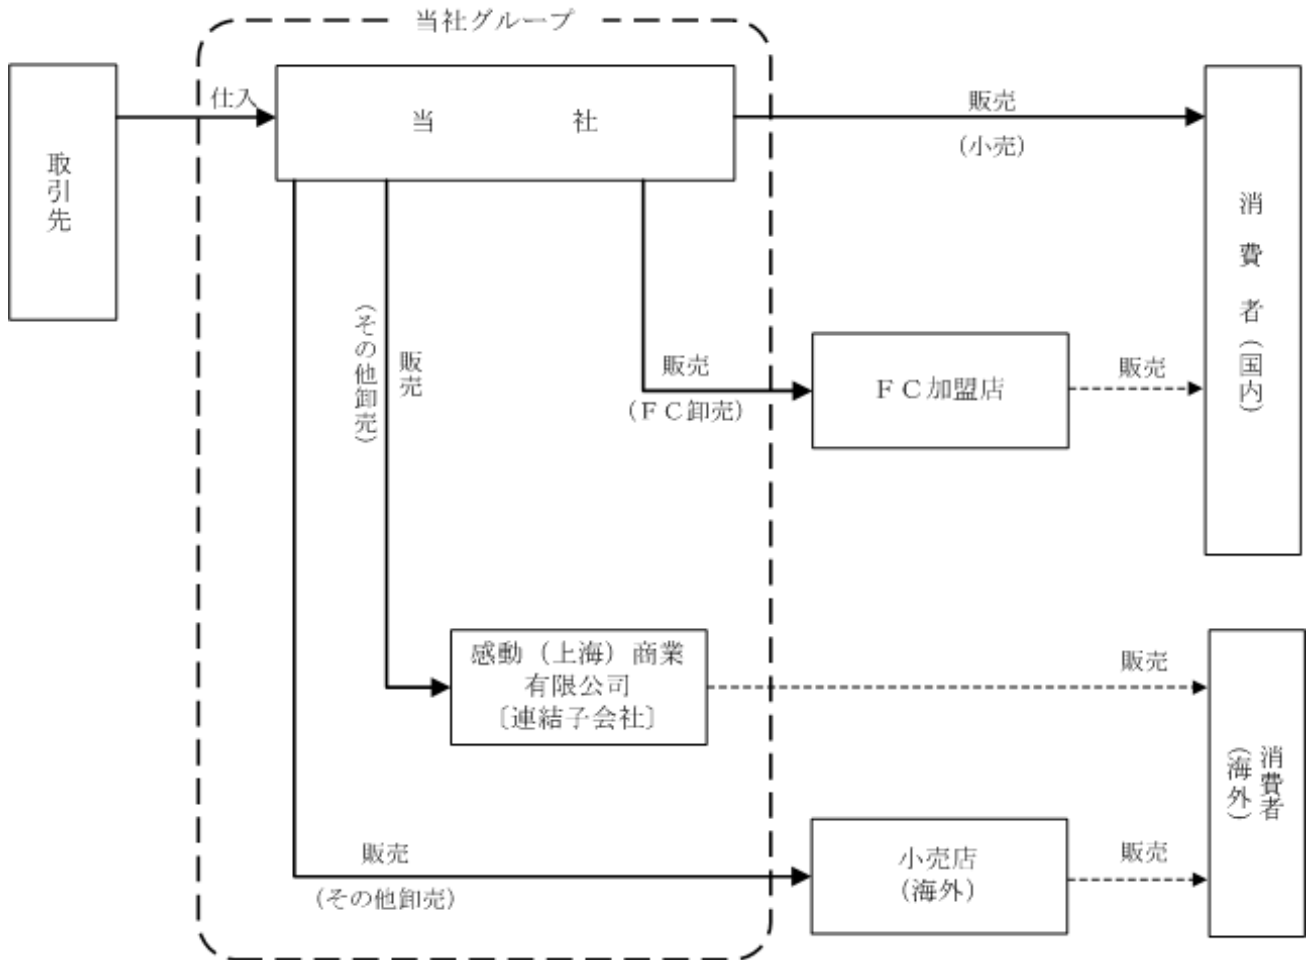 当社グループ
取引先
仕入
当社
販売
（小売）
消費者（国内）
販売
（その他卸売）
販売
（ＦＣ卸売）
ＦＣ加盟店
販売
感動（上海）商業
有限公司
〔連結子会社〕
販売
消費者
（海外）
販売
（その他卸売）
小売店
（海外）
販売